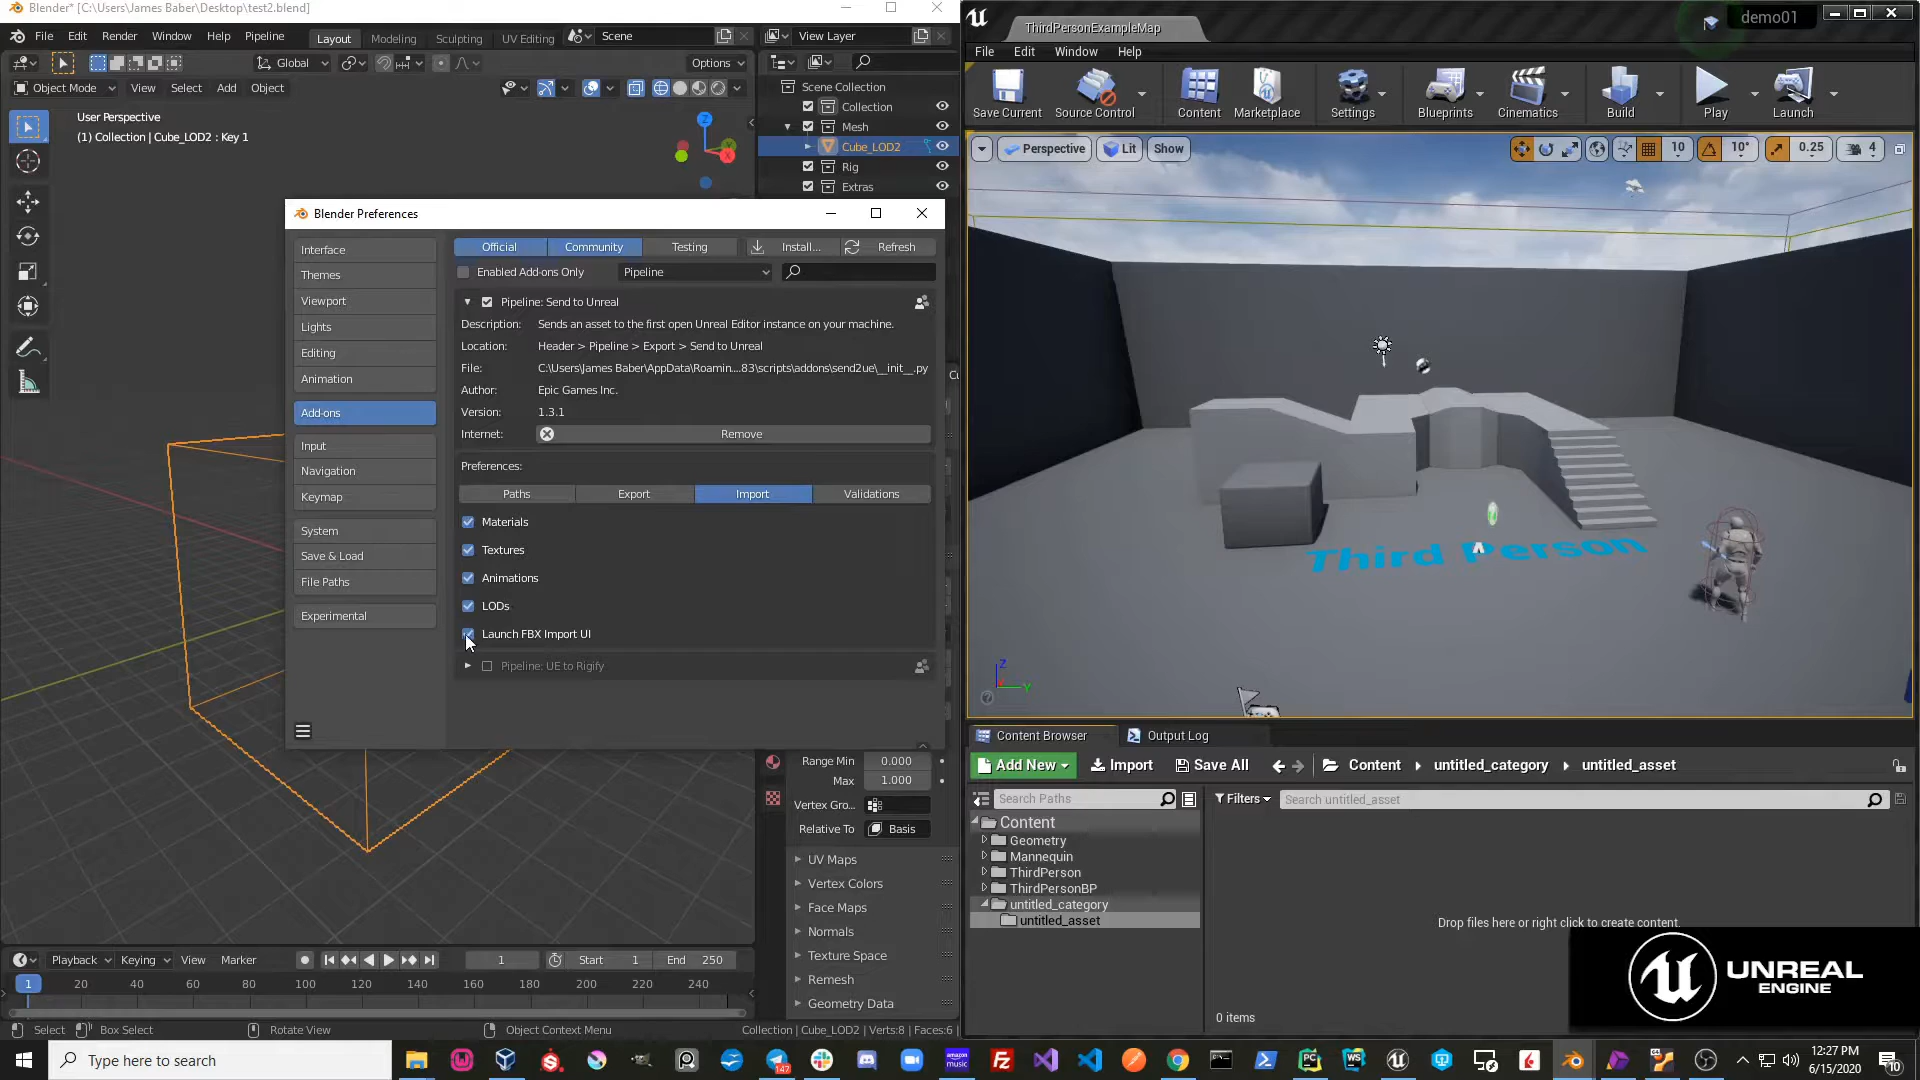 Blender* [C:\Users\James Baber\Desktop\test2.blend]
File Edit Render Window Help Pipeline Layout Modeling Sculpting UV Editing Scene View Layer
Global Options
Object Mode View Select Add Object
User Perspective
(1) Collection | Cube_LOD2 : Key 1
Z
X
Scene Collection
Collection
Mesh
Cube_LOD2
Rig
Extras
Blender Preferences
Interface
Themes
Viewport
Lights
Editing
Animation
Add-ons
Input
Navigation
Keymap
System
Save & Load
File Paths
Experimental
Official Community Testing Install... Refresh
Enabled Add-ons Only Pipeline
Pipeline: Send to Unreal
Description: Sends an asset to the first open Unreal Editor instance on your machine.
Location: Header > Pipeline > Export > Send to Unreal
File: C:\Users\James Baber\AppData\Roamin....83\scripts\addons\send2ue\__init__.py
Author: Epic Games Inc.
Version: 1.3.1
Internet: Remove
Preferences:
Paths Export Import Validations
Materials
Textures
Animations
LODs
Launch FBX Import UI
Pipeline: UE to Rigify
Range Min 0.000
Max 1.000
Vertex Gro...
Relative To Basis
UV Maps
Vertex Colors
Face Maps
Normals
Texture Space
Remesh
Geometry Data
Playback Keying View Marker 1 Start 1 End 250
1 20 40 60 80 100 120 140 160 180 200 220 240
Select Box Select Rotate View Object Context Menu Collection | Cube_LOD2 | Verts:8 | Faces:6
ThirdPersonExampleMap demo01
File Edit Window Help
Save Current Source Control Content Marketplace Settings Blueprints Cinematics Build Play Launch
Perspective Lit Show 10 10° 0.25 4
Third Person
Z
Y
Content Browser Output Log
Add New Import Save All Content untitled_category untitled_asset
Search Paths Filters Search untitled_asset
Content
Geometry
Mannequin
ThirdPerson
ThirdPersonBP
untitled_category
untitled_asset
Drop files here or right click to create content.
0 items
UNREAL
ENGINE
Type here to search
147
12:27 PM
6/15/2020
10